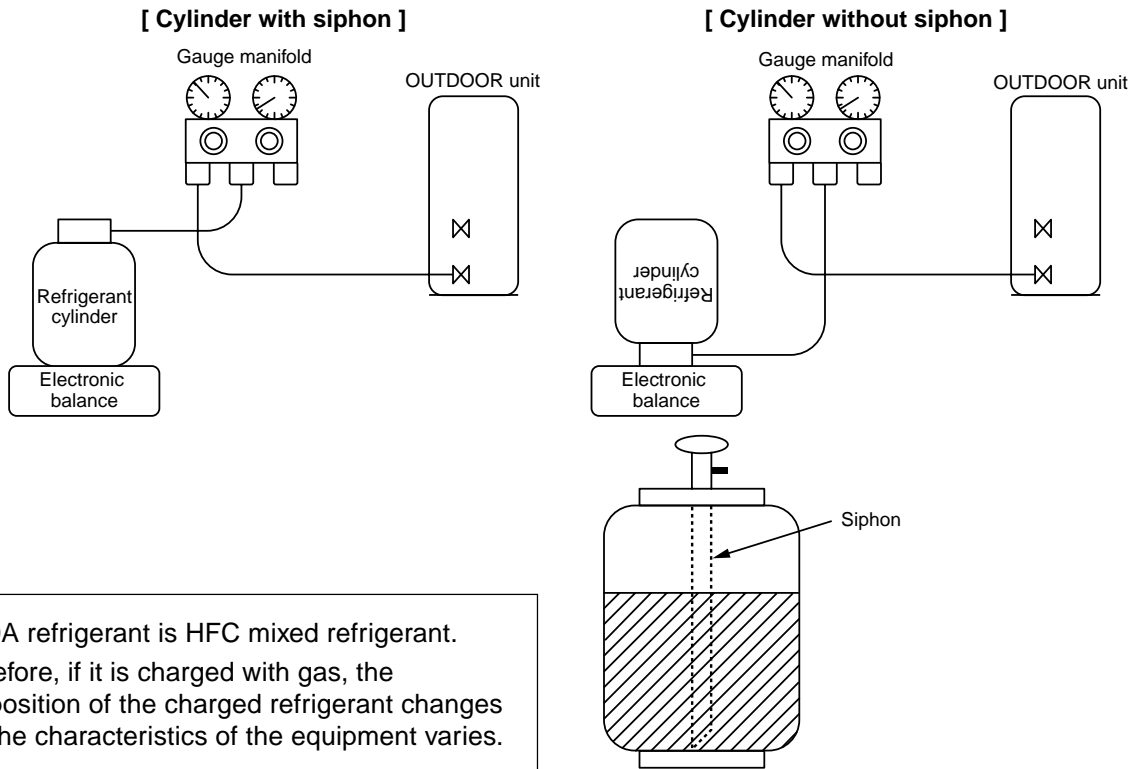 [ Cylinder with siphon ]
Gauge manifold
OUTDOOR unit
Refrigerant
cylinder
Electronic
balance
[ Cylinder without siphon ]
Gauge manifold
OUTDOOR unit
Refrigerant
cylinder
Electronic
balance
Siphon
A refrigerant is HFC mixed refrigerant.
if it is charged with gas, the
of the charged refrigerant changes
he characteristics of the equipment varies.